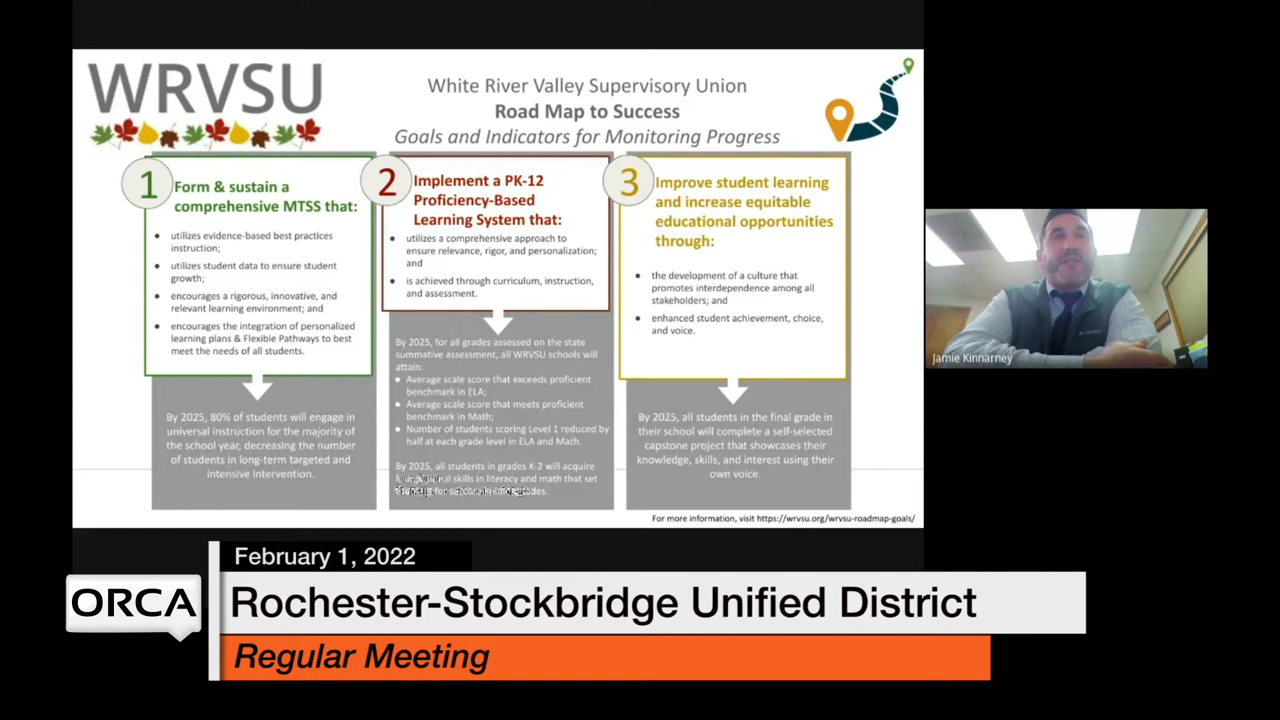 WRVSU
White River Valley Supervisory Union
Road Map to Success
Goals and Indicators for Monitoring Progress
1
Form & sustain a
comprehensive MTSS that:
utilizes evidence-based best practices
instruction;
utilizes student data to ensure student
growth;
encourages a rigorous, innovative, and
relevant learning environment; and
encourages the integration of personalized
learning plans & Flexible Pathways to best
meet the needs of all students.
By 2025, 80% of students will engage in
universal instruction for the majority of
the school year, decreasing the number
of students in long-term targeted and
intensive intervention.
2
Implement a PK-12
Proficiency-Based
Learning System that:
utilizes a comprehensive approach to
ensure relevance, rigor, and personalization;
and
is achieved through curriculum, instruction,
and assessment.
By 2025, for all grades assessed on the state
summative assessment, all WRVSU schools will
attain:
Average scale score that exceeds proficient
benchmark in ELA;
Average scale score that meets proficient
benchmark in Math;
Number of students scoring Level 1 reduced by
half at each grade level in ELA and Math.
By 2025, all students in grades K-2 will acquire
skills in literacy and math that set
3
Improve student learning
and increase equitable
educational opportunities
through:
the development of a culture that
promotes interdependence among all
stakeholders; and
enhanced student achievement, choice,
and voice.
By 2025, all students in the final grade in
their school will complete a self-selected
capstone project that showcases their
knowledge, skills, and interest using their
own voice.
For more information, visit https://wrvsu.org/wrvsu-roadmap-goals/
Jamie Kinnarney
February 1, 2022
ORCA
Rochester-Stockbridge Unified District
Regular Meeting